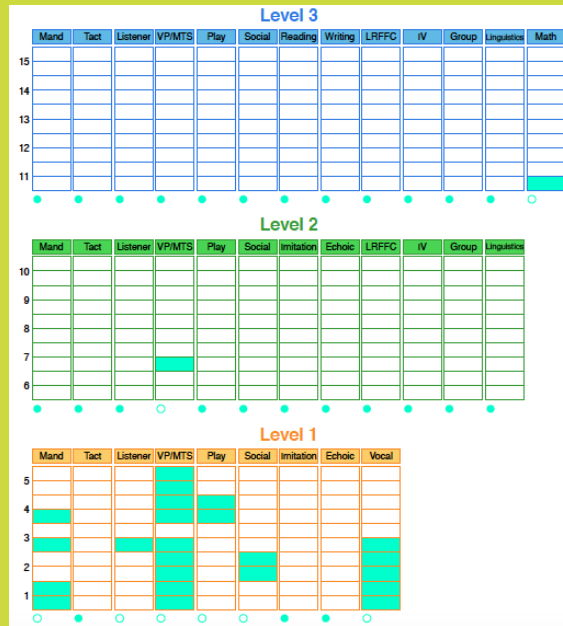 Level 3
Mand Tact Listener VP/MTS Play Social Reading Writing LRFFC IV Group Linguistics Math
15
14
13
12
11
Level 2
Mand Tact Listener VP/MTS Play Social Imitation Echoic LRFFC IV Group Linguistics
10
9
8
7
6
Level 1
Mand Tact Listener VP/MTS Play Social Imitation Echoic Vocal
5
4
3
2
1